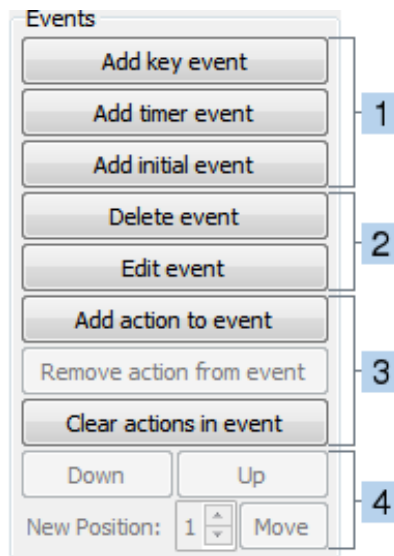 Events
Add key event
Add timer event
1
Add initial event
Delete event
2
Edit event
Add action to event
Remove action from event
3
Clear actions in event
Down Up
4
New Position: 1 Move